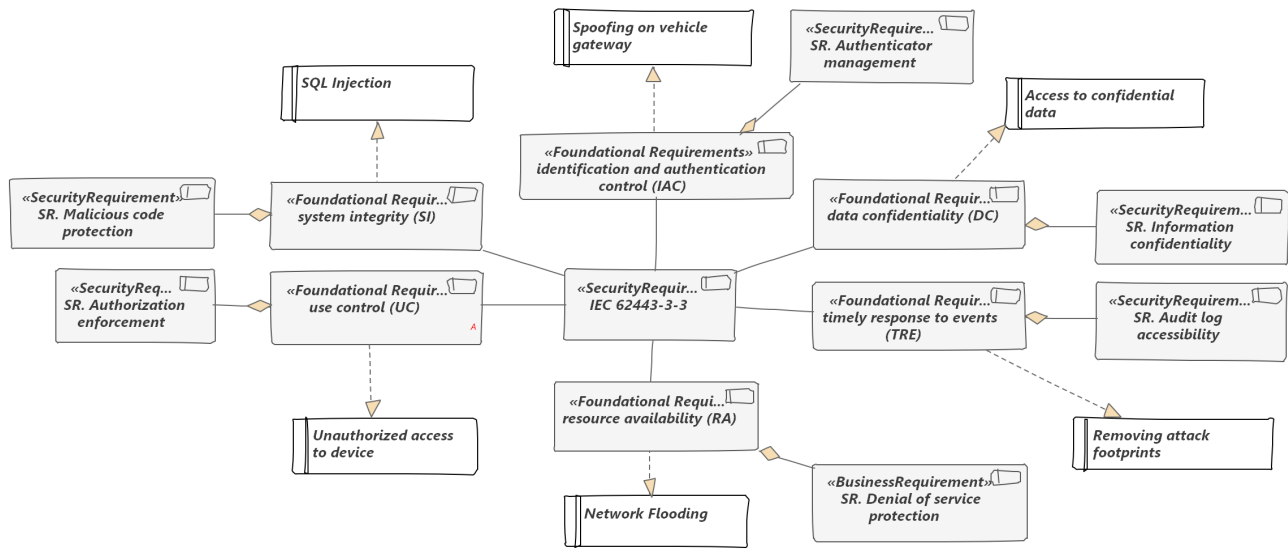 Spoofing on vehicle
gateway
«SecurityRequire...
SR. Authenticator
management
SQL Injection
Access to confidential
data
«Foundational Requirements»
identification and authentication
control (IAC)
«SecurityRequirement»
SR. Malicious code
protection
«Foundational Requir...
system integrity (SI)
«Foundational Requir...
data confidentiality (DC)
«SecurityRequirem...
SR. Information
confidentiality
«SecurityReq...
SR. Authorization
enforcement
«Foundational Requir...
use control (UC)
A
«SecurityRequir...
IEC 62443-3-3
«Foundational Requir...
timely response to events
(TRE)
«SecurityRequirem...
SR. Audit log
accessibility
«Foundational Requi...
resource availability (RA)
Unauthorized access
to device
Removing attack
footprints
«BusinessRequirement»
SR. Denial of service
protection
Network Flooding